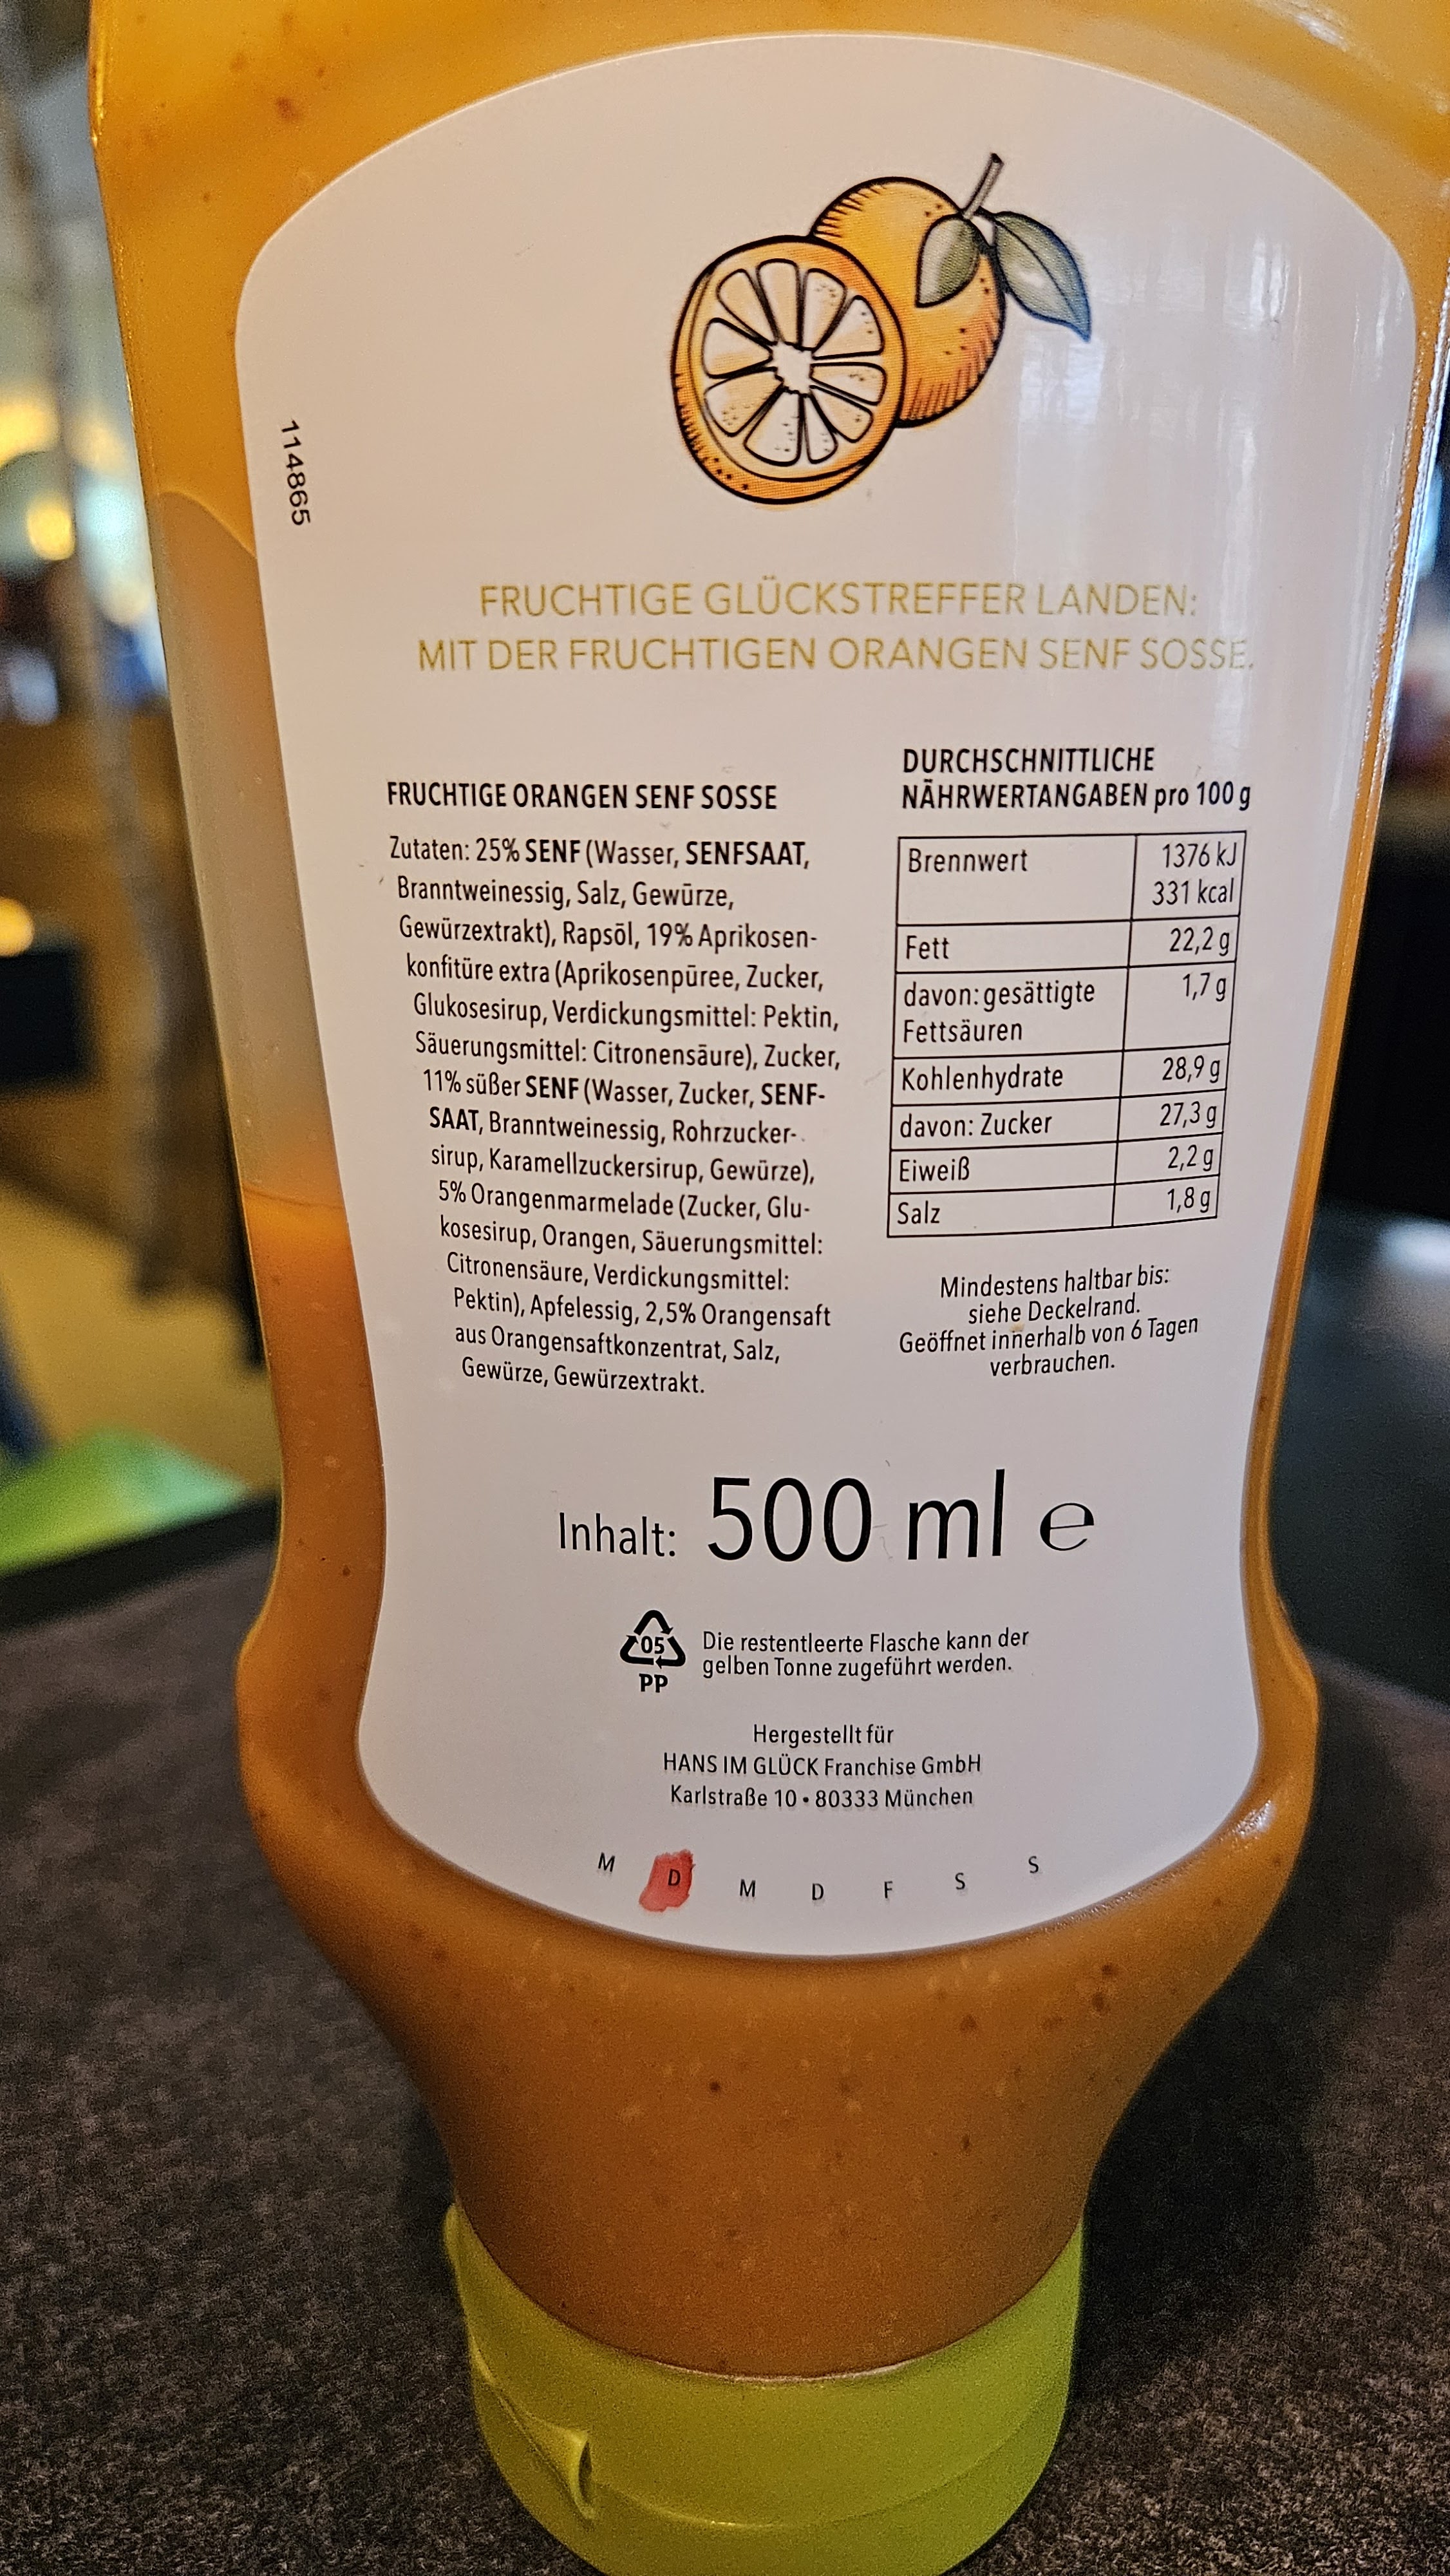 114865
FRUCHTIGE GLÜCKSTREFFER LANDEN:
MIT DER FRUCHTIGEN ORANGEN SENF SOSSE.
FRUCHTIGE ORANGEN SENF SOSSE
Zutaten: 25% SENF (Wasser, SENFSAAT,
Branntweinessig, Salz, Gewürze,
Gewürzextrakt), Rapsöl, 19% Aprikosen-
konfitüre extra (Aprikosenpüree, Zucker,
Glukosesirup, Verdickungsmittel: Pektin,
Säuerungsmittel: Citronensäure), Zucker,
11% süßer SENF (Wasser, Zucker, SENF-
SAAT, Branntweinessig, Rohrzucker-
sirup, Karamellzuckersirup, Gewürze),
5% Orangenmarmelade (Zucker, Glu-
kosesirup, Orangen, Säuerungsmittel:
Citronensäure, Verdickungsmittel:
Pektin), Apfelessig, 2,5% Orangensaft
aus Orangensaftkonzentrat, Salz,
Gewürze, Gewürzextrakt.
DURCHSCHNITTLICHE
NÄHRWERTANGABEN pro 100 g
Brennwert 1376 kJ
331 kcal
Fett 22,2 g
davon: gesättigte 1,7 g
Fettsäuren
Kohlenhydrate 28,9 g
davon: Zucker 27,3 g
Eiweiß 2,2 g
Salz 1,8 g
Mindestens haltbar bis:
siehe Deckelrand.
Geöffnet innerhalb von 6 Tagen
verbrauchen.
Inhalt: 500 ml e
05
PP
Die restentleerte Flasche kann der
gelben Tonne zugeführt werden.
Hergestellt für
HANS IM GLÜCK Franchise GmbH
Karlstraße 10 • 80333 München
M D M D F S S